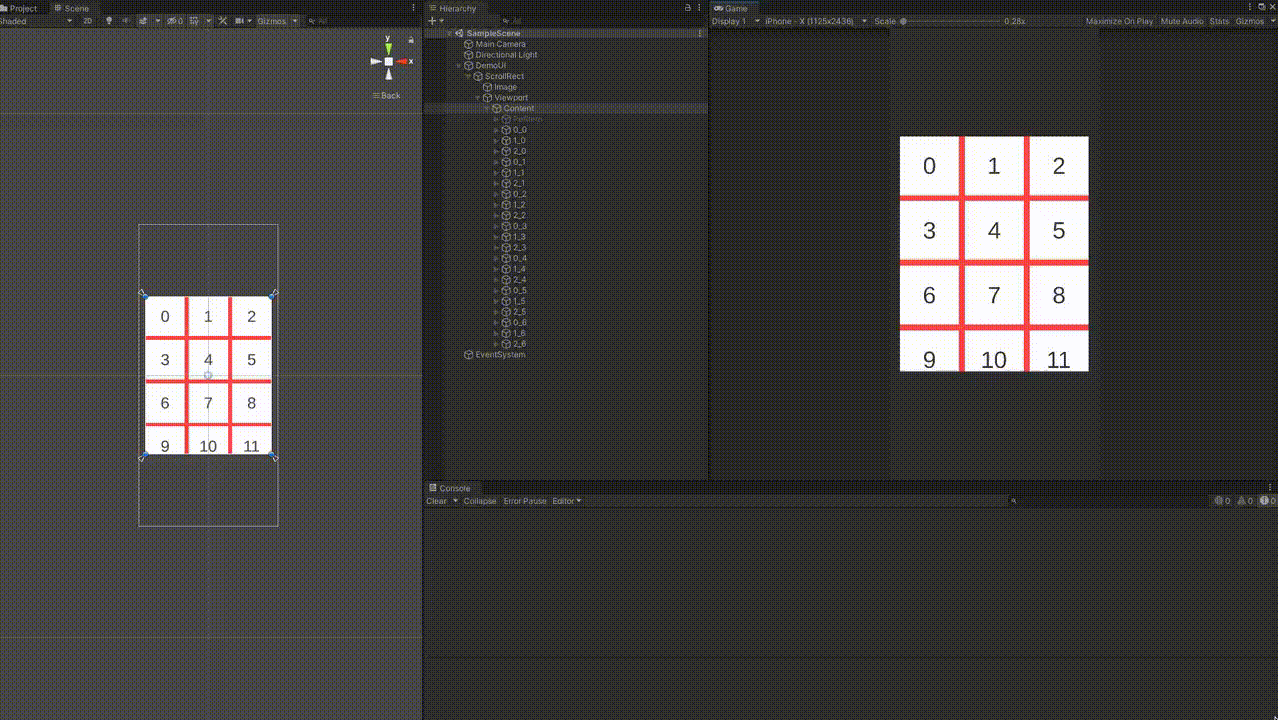 Project Scene
Shaded 2D 0 Gizmos All
y
x
Back
0 1 2
3 4 5
6 7 8
9 10 11
Hierarchy
All
SampleScene
Main Camera
Directional Light
DemoUI
ScrollRect
Image
Viewport
Content
0_0
1_0
2_0
0_1
1_1
2_1
0_2
1_2
2_2
0_3
1_3
2_3
0_4
1_4
2_4
0_5
1_5
2_5
0_6
1_6
2_6
EventSystem
Game
Display 1 iPhone - X (1125x2436) Scale 0.28x Maximize On Play Mute Audio Stats Gizmos
0 1 2
3 4 5
6 7 8
9 10 11
Console
Clear Collapse Error Pause Editor 0 0 0